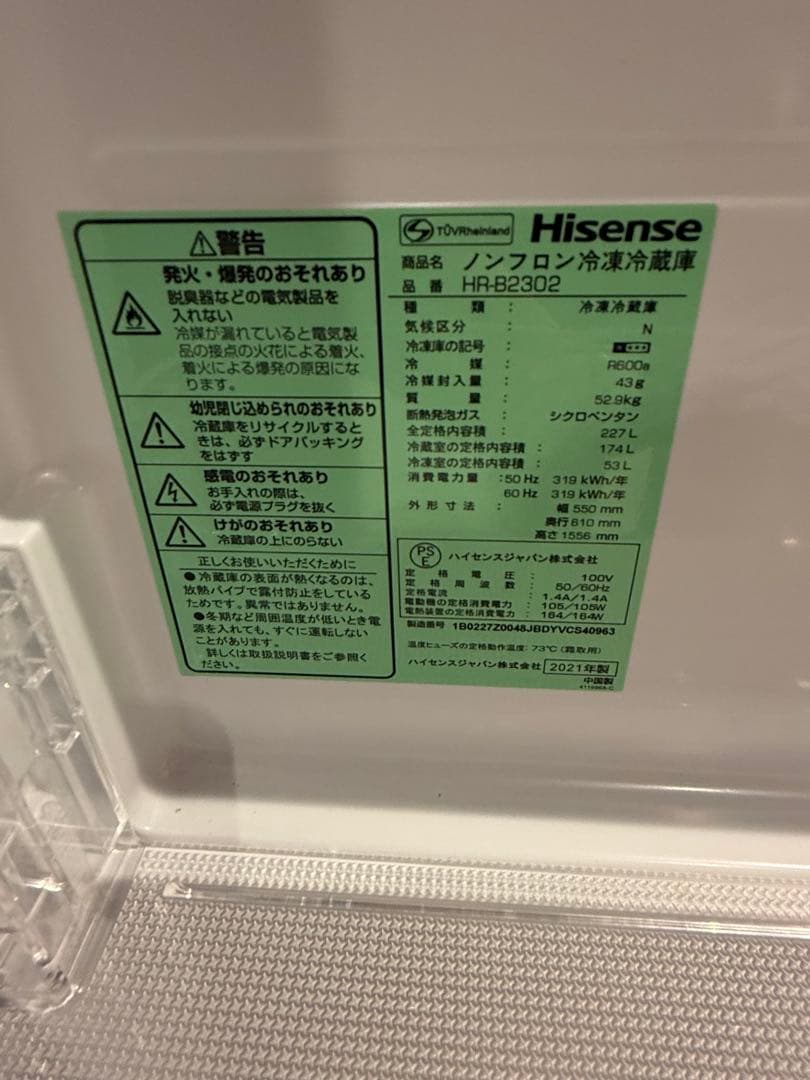 ⚠警告
発火・爆発のおそれあり
脱臭器などの電気製品を
入れない
冷媒が漏れていると電気製
品の接点の火花による着火、
着火による爆発の原因にな
ります。
幼児閉じ込められのおそれあり
冷蔵庫をリサイクルすると
きは、必ずドアパッキング
をはずす
感電のおそれあり
お手入れの際は、
必ず電源プラグを抜く
けがのおそれあり
冷蔵庫の上にのらない
正しくお使いいただくために
●冷蔵庫の表面が熱くなるのは、
放熱パイプで露付防止をしている
ためです。異常ではありません。
●冬期など周囲温度が低いとき電
源を入れても、すぐに運転しない
ことがあります。
詳しくは取扱説明書をご参照く
ださい。
TÜVRheinland Hisense
商品名 ノンフロン冷凍冷蔵庫
品番 HR-B2302
種類: 冷凍冷蔵庫
気候区分: N
冷凍庫の記号:
冷媒: R600a
冷媒封入量: 43g
質量: 52.9kg
断熱発泡ガス: シクロペンタン
全定格内容積: 227L
冷蔵室の定格内容積: 174L
冷凍室の定格内容積: 53L
消費電力量:50Hz 319kWh/年
60Hz 319kWh/年
外形寸法: 幅 550mm
奥行 610mm
高さ 1556mm
PSE ハイセンスジャパン株式会社
定格電圧: 100V
定格周波数: 50/60Hz
定格電流: 1.4A/1.4A
電動機の定格消費電力: 105/105W
電熱装置の定格消費電力: 164/164W
製造番号 1B0227Z0048JBDYVCS40963
温度ヒューズの定格動作温度: 73℃(霜取用)
ハイセンスジャパン株式会社 2021年製
中国製